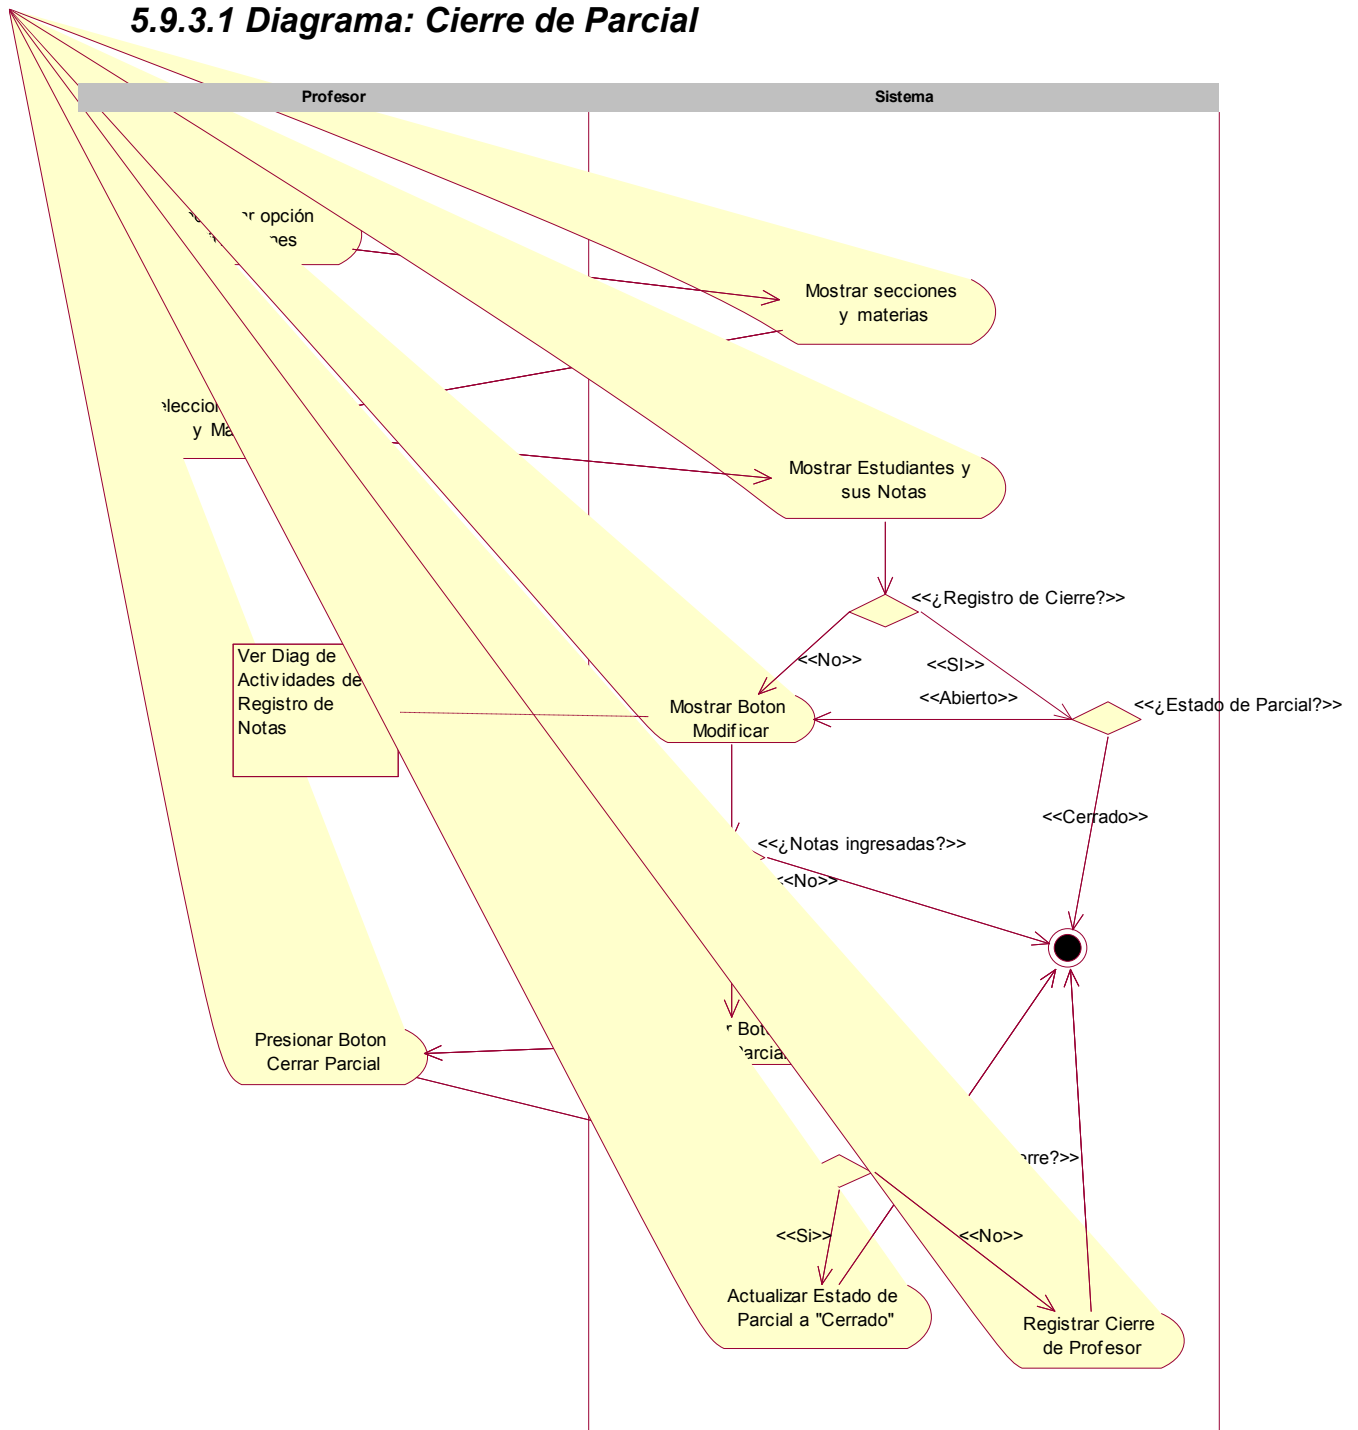 5.9.3.1 Diagrama: Cierre de Parcial
Profesor
Sistema
opción
Mostrar secciones
y materias
y
Mostrar Estudiantes y
sus Notas
<<¿Registro de Cierre?>>
<<No>>
<<SI>>
Ver Diag de
Actividades de
Registro de
Notas
<<Abierto>>
<<¿Estado de Parcial?>>
Mostrar Boton
Modificar
<<Cerrado>>
<<¿Notas ingresadas?>>
<<No>>
Presionar Boton
Cerrar Parcial
Parcial
<<Si>>
<<No>>
Actualizar Estado de
Parcial a "Cerrado"
Registrar Cierre
de Profesor